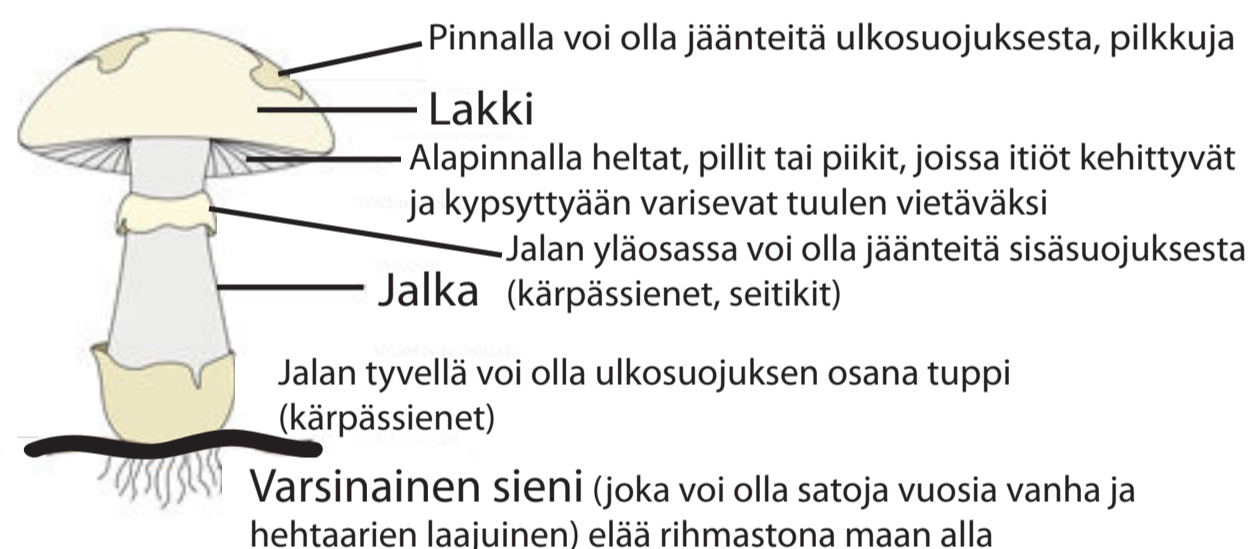 Pinnalla voi olla jäänteitä ulkosuojuksesta, pilkkuja
Lakki
Alapinnalla heltat, pillit tai piikit, joissa itiöt kehittyvät
ja kypsyttyään varisevat tuulen vietäväksi
Jalan yläosassa voi olla jäänteitä sisäsuojuksesta
(kärpässienet, seitikit)
Jalka
Jalan tyvellä voi olla ulkosuojuksen osana tuppi
(kärpässienet)
Varsinainen sieni (joka voi olla satoja vuosia vanha ja
hehtaarien laajuinen) elää rihmastona maan alla